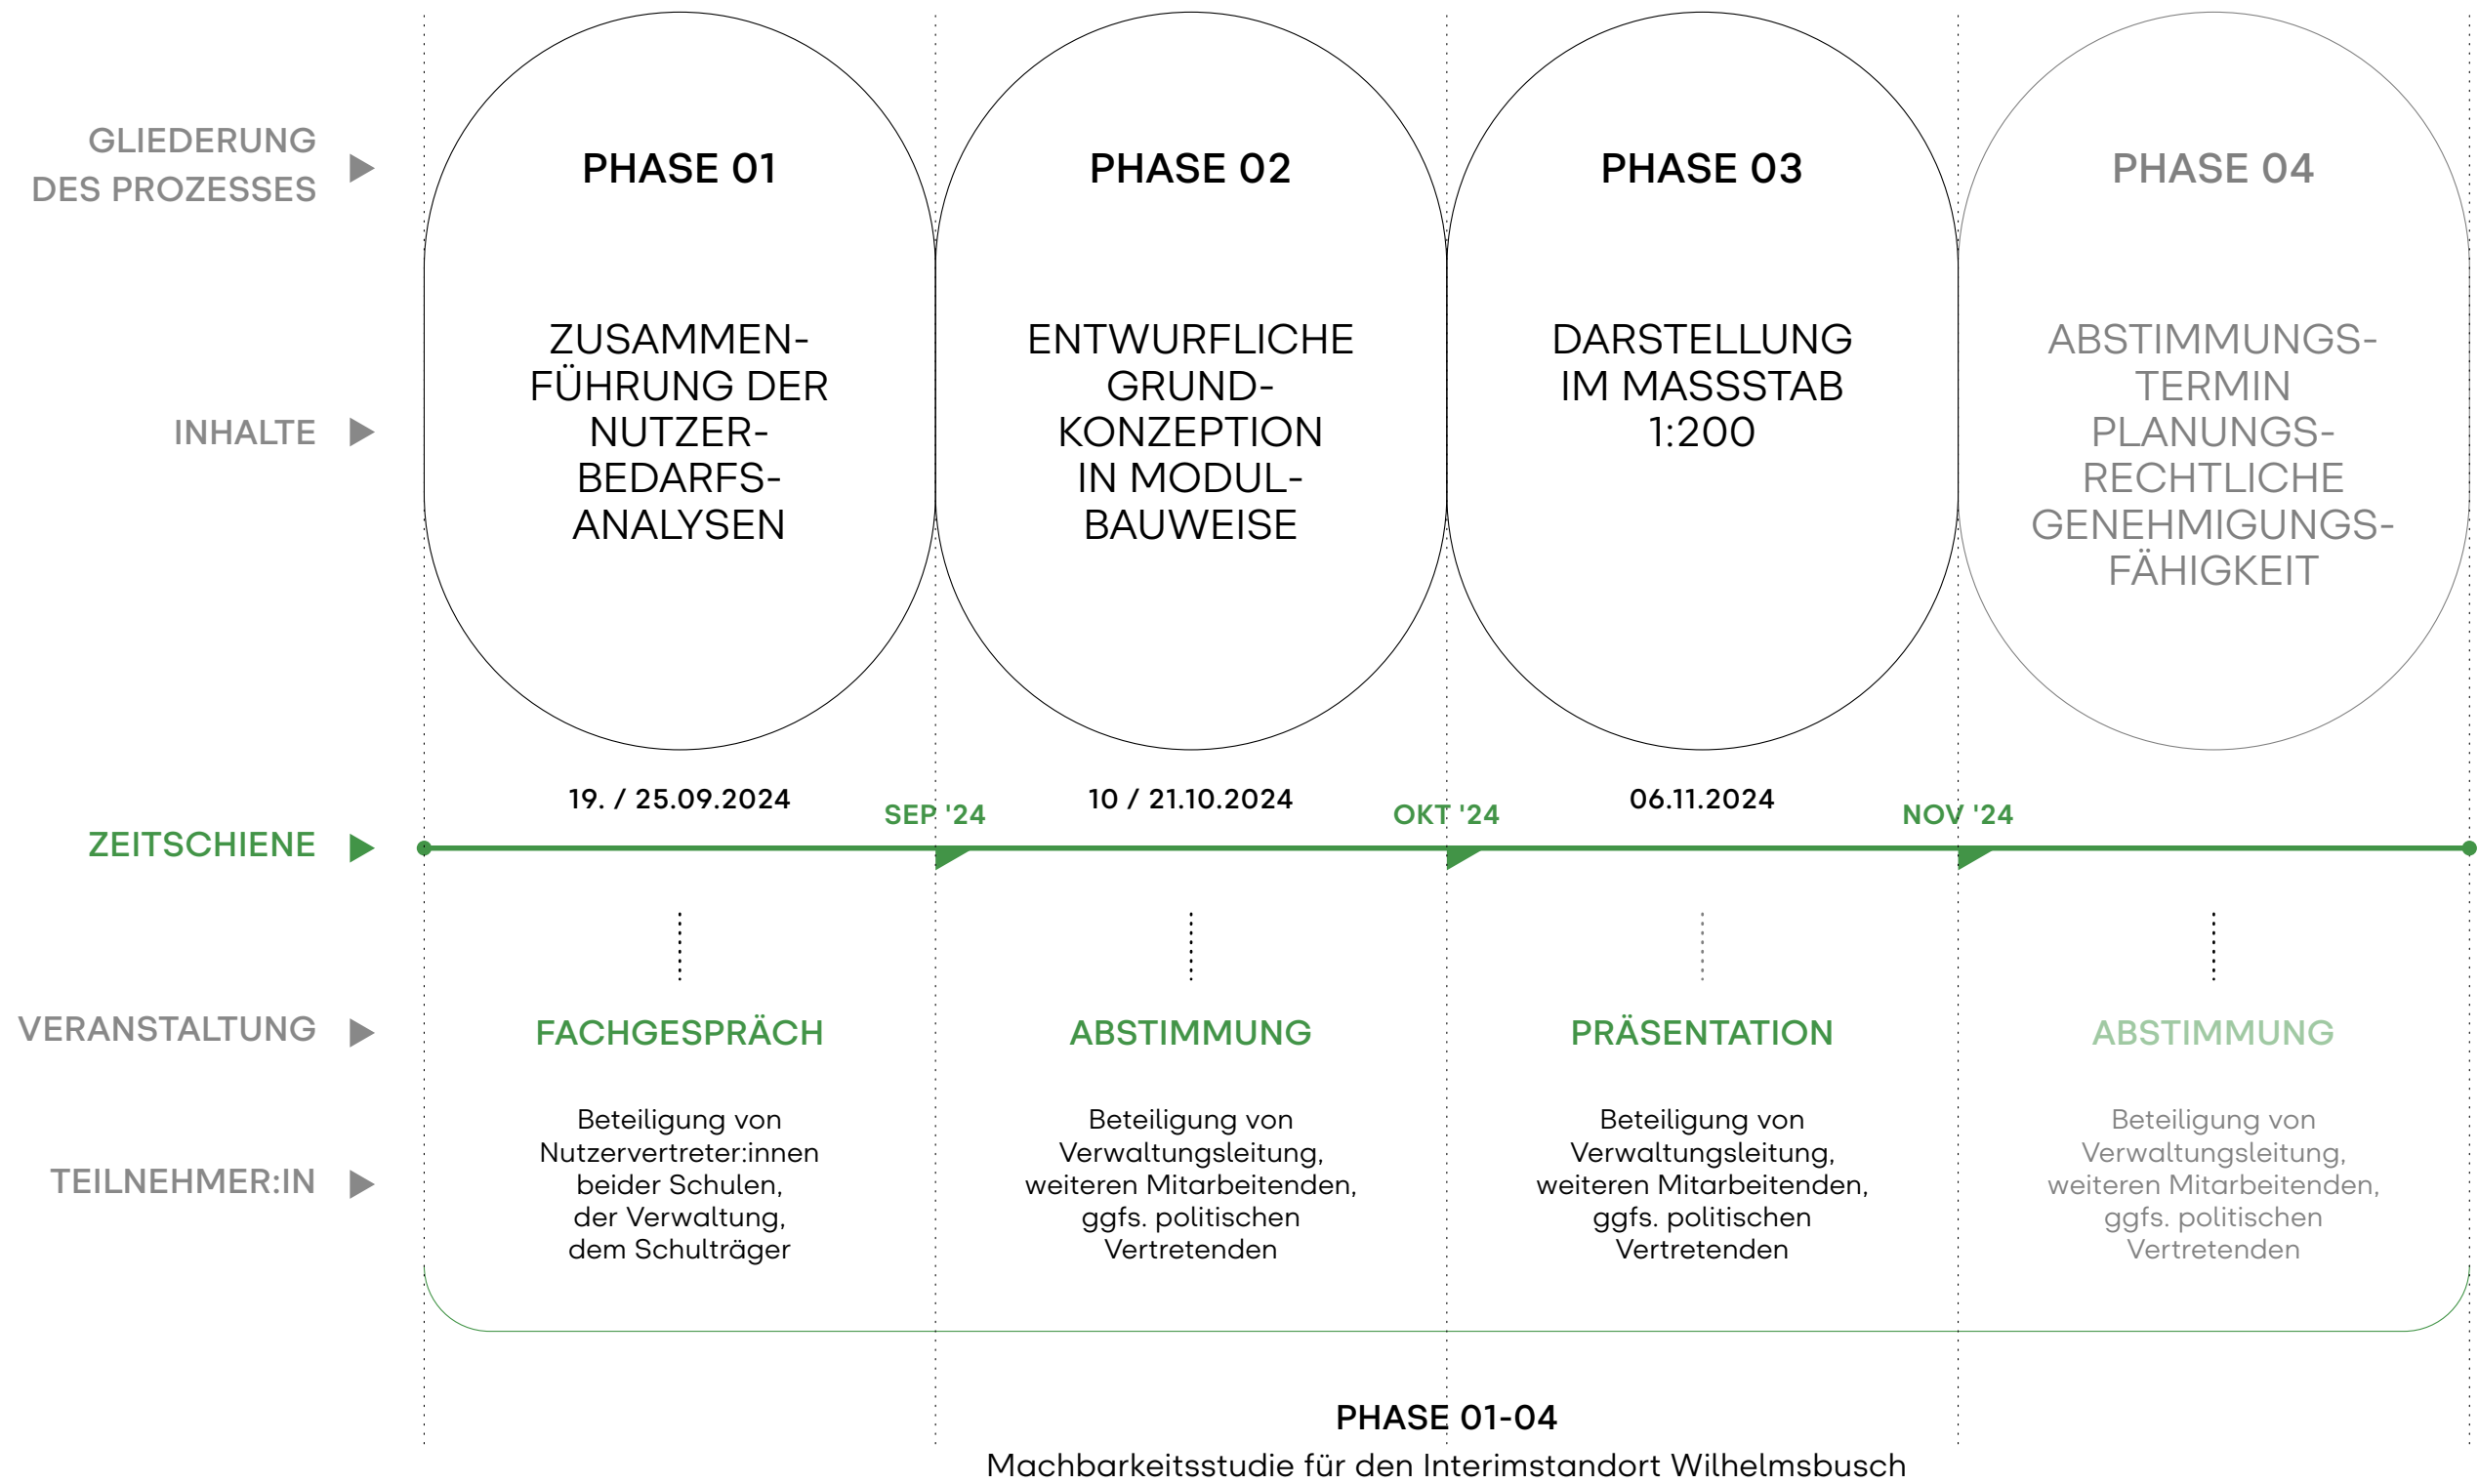 GLIEDERUNG
DES PROZESSES
PHASE 01
PHASE 02
PHASE 03
PHASE 04
INHALTE
ZUSAMMEN-
FÜHRUNG DER
NUTZER-
BEDARFS-
ANALYSEN
ENTWURFLICHE
GRUND-
KONZEPTION
IN MODUL-
BAUWEISE
DARSTELLUNG
IM MASSSTAB
1:200
ABSTIMMUNGS-
TERMIN
PLANUNGS-
RECHTLICHE
GENEHMIGUNGS-
FÄHIGKEIT
ZEITSCHIENE
19. / 25.09.2024
SEP '24
10 / 21.10.2024
OKT '24
06.11.2024
NOV '24
VERANSTALTUNG
FACHGESPRÄCH
ABSTIMMUNG
PRÄSENTATION
ABSTIMMUNG
TEILNEHMER:IN
Beteiligung von
Nutzervertreter:innen
beider Schulen,
der Verwaltung,
dem Schulträger
Beteiligung von
Verwaltungsleitung,
weiteren Mitarbeitenden,
ggfs. politischen
Vertretenden
Beteiligung von
Verwaltungsleitung,
weiteren Mitarbeitenden,
ggfs. politischen
Vertretenden
Beteiligung von
Verwaltungsleitung,
weiteren Mitarbeitenden,
ggfs. politischen
Vertretenden
PHASE 01-04
Machbarkeitsstudie für den Interimstandort Wilhelmsbusch